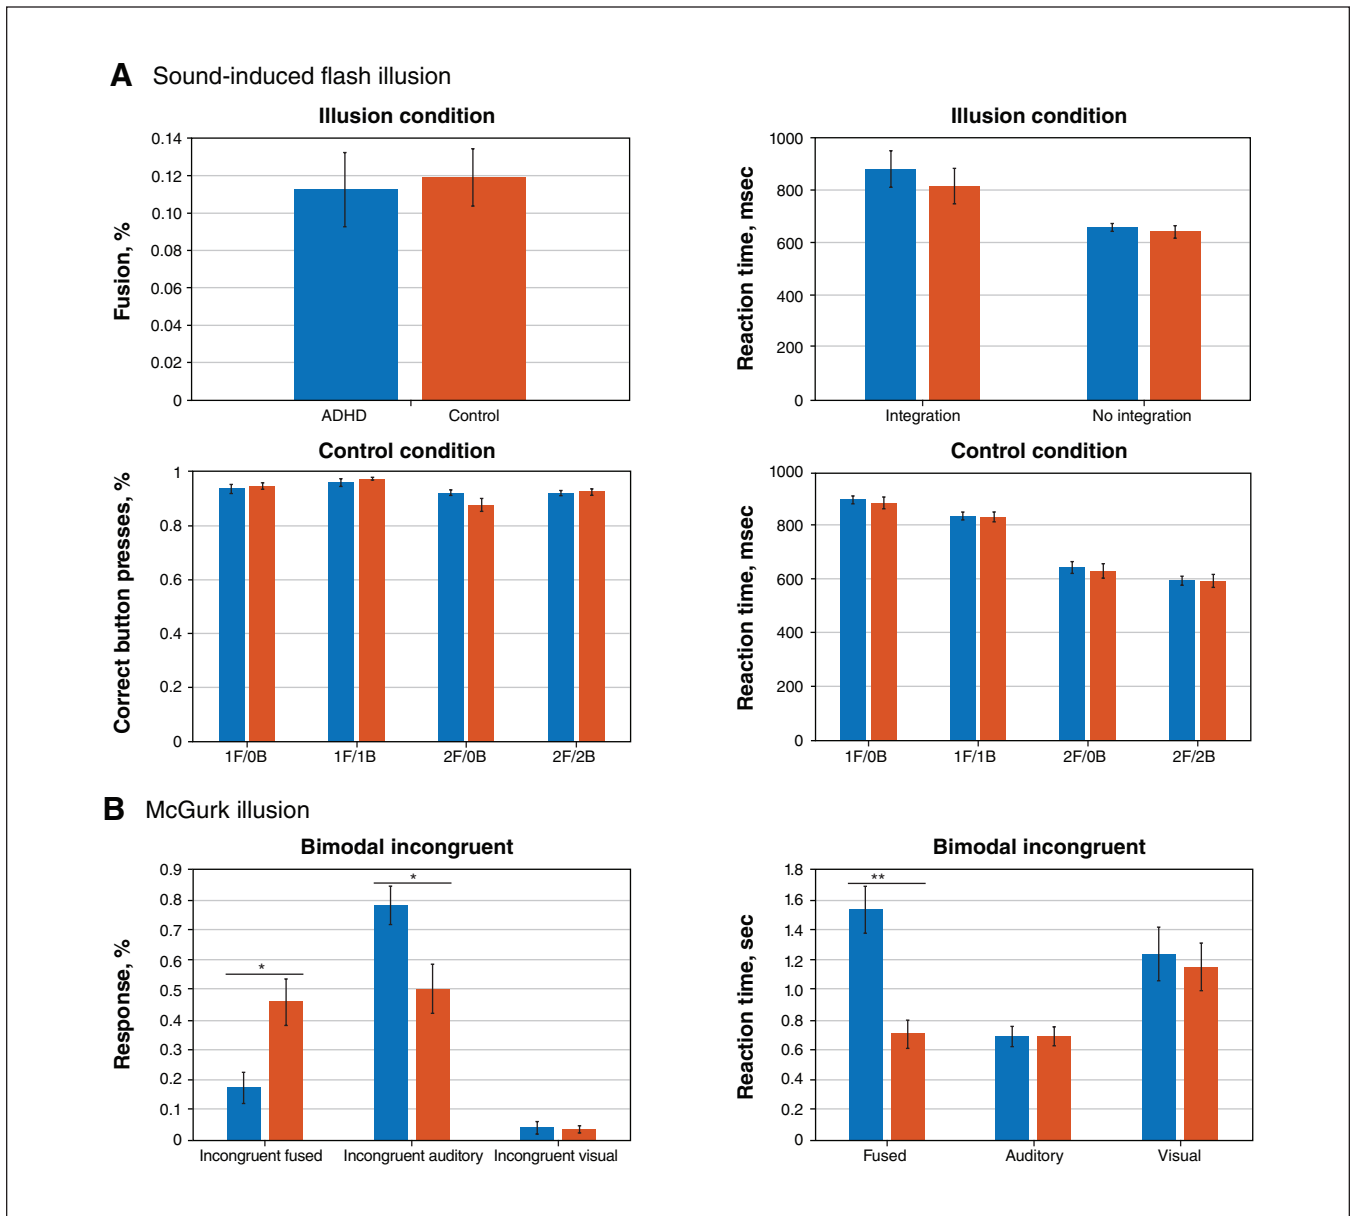 A Sound-induced flash illusion
Illusion condition
Fusion, %
0.14
0.12
0.10
0.08
0.06
0.04
0.02
0
ADHD Control
Illusion condition
Reaction time, msec
1000
800
600
400
200
0
Integration No integration
Control condition
Correct button presses, %
1
0.8
0.6
0.4
0.2
0
1F/0B 1F/1B 2F/0B 2F/2B
Control condition
Reaction time, msec
1000
800
600
400
200
0
1F/0B 1F/1B 2F/0B 2F/2B
B McGurk illusion
Bimodal incongruent
Response, %
0.9
0.8
0.7
0.6
0.5
0.4
0.3
0.2
0.1
0
*
*
Incongruent fused Incongruent auditory Incongruent visual
Bimodal incongruent
Reaction time, sec
1.8
1.6
1.4
1.2
1.0
0.8
0.6
0.4
0.2
0
**
Fused Auditory Visual